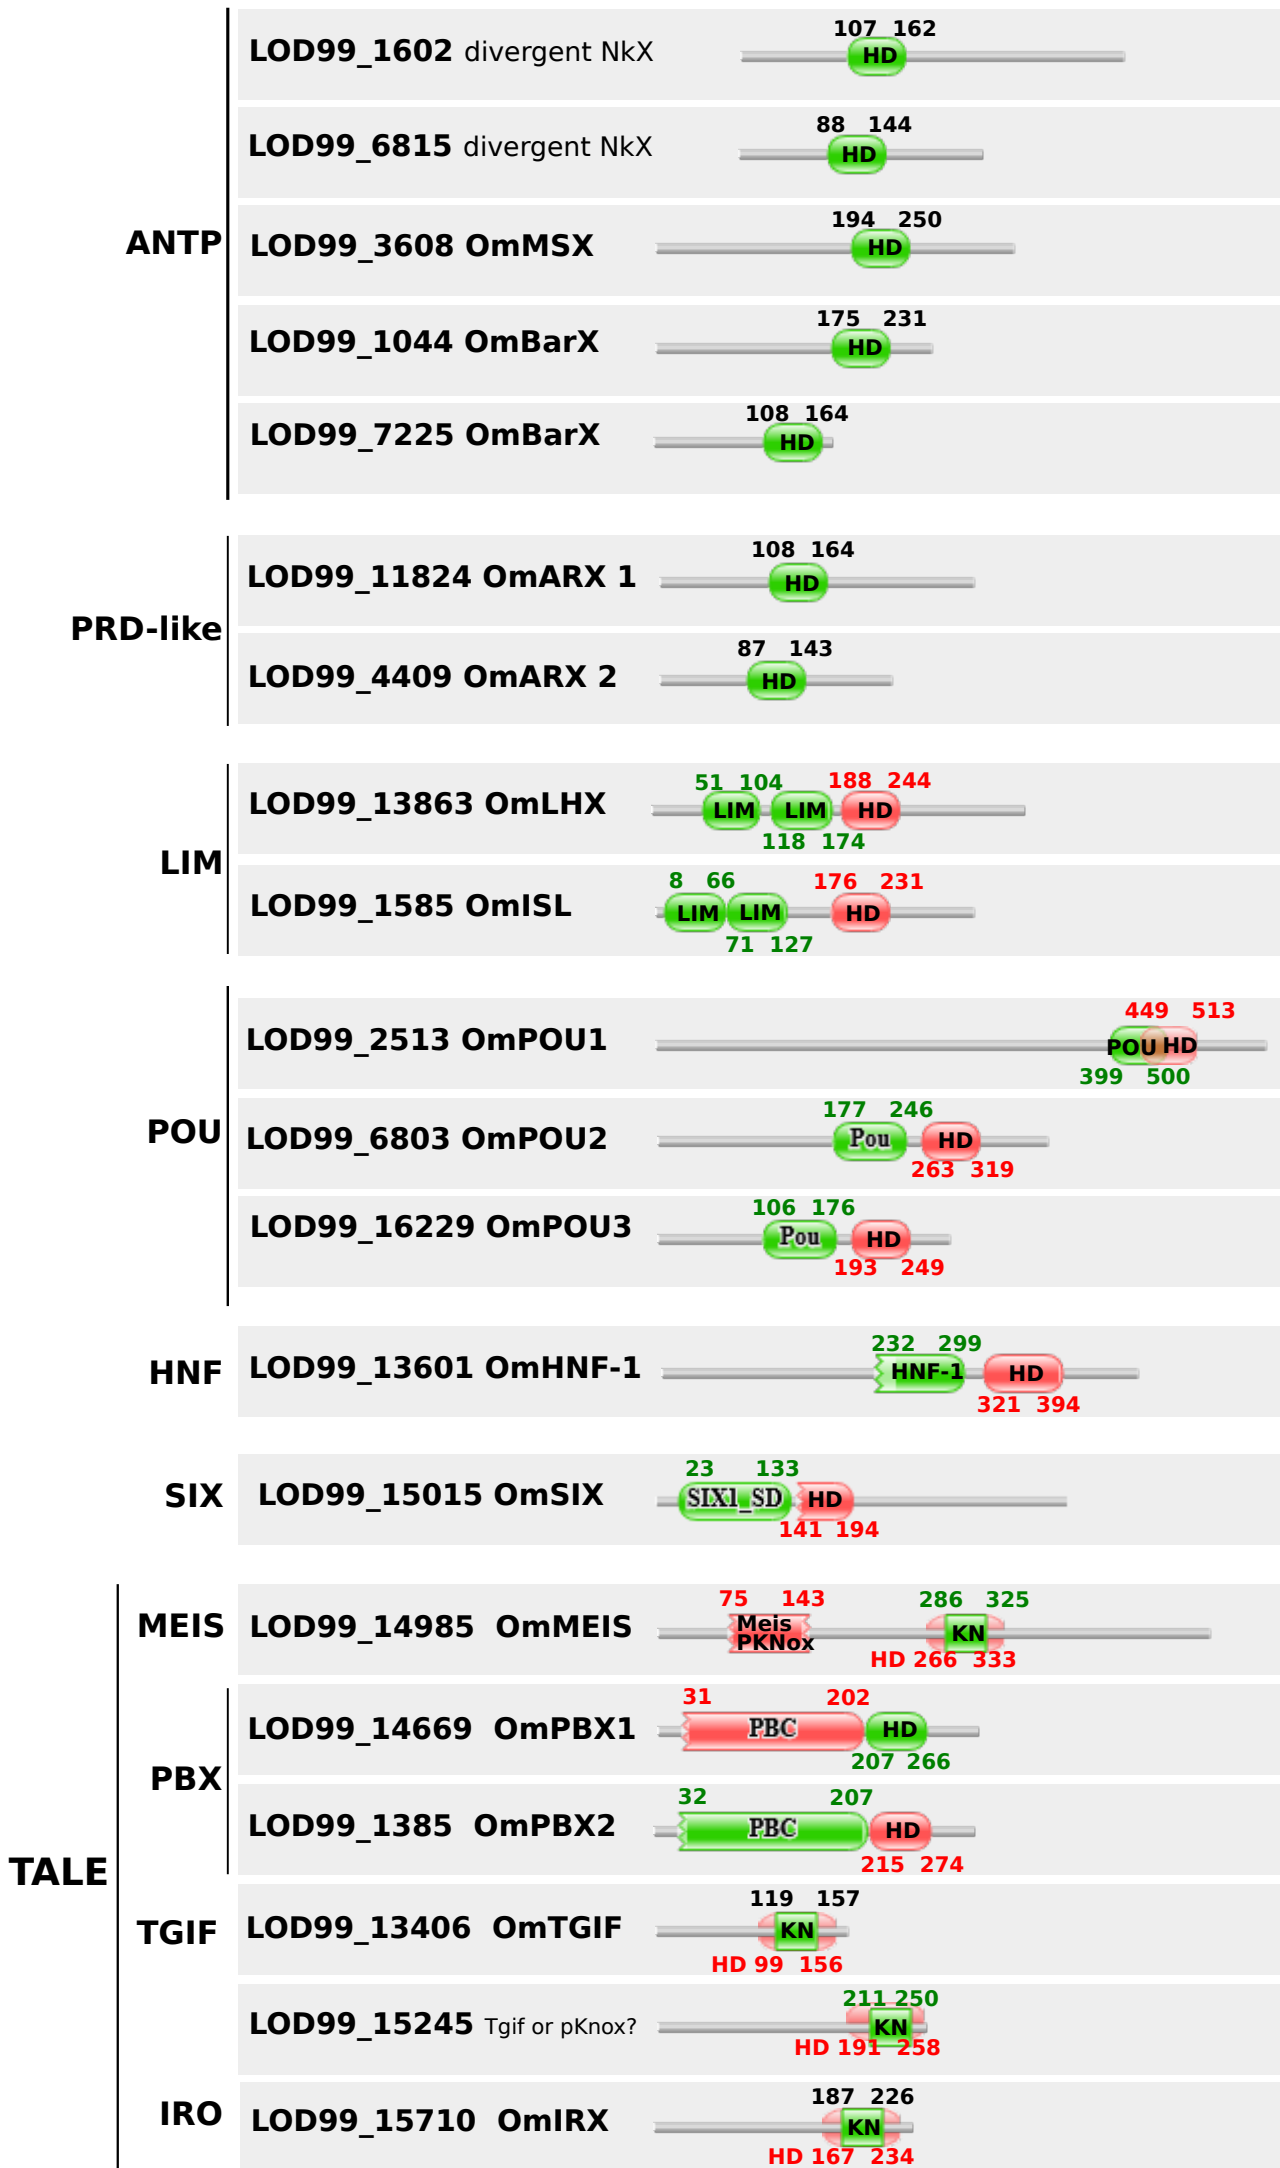 107 162
LOD99_1602 divergent NkX
HD
88 144
LOD99_6815 divergent NkX
HD
194 250
ANTP
LOD99_3608 OmMSX
HD
175 231
LOD99_1044 OmBarX
HD
108 164
LOD99_7225 OmBarX
HD
108 164
LOD99_11824 OmARX 1
HD
PRD-like
87 143
LOD99_4409 OmARX 2
HD
51 104 188 244
LOD99_13863 OmLHX
LIM LIM HD
118 174
LIM
8 66 176 231
LOD99_1585 OmISL
LIM LIM HD
71 127
449 513
LOD99_2513 OmPOU1
POU HD
399 500
177 246
POU
LOD99_6803 OmPOU2
Pou HD
263 319
106 176
LOD99_16229 OmPOU3
Pou HD
193 249
232 299
HNF
LOD99_13601 OmHNF-1
HNF-1 HD
321 394
23 133
SIX
LOD99_15015 OmSIX
SIX1_SD HD
141 194
75 143 286 325
MEIS
LOD99_14985 OmMEIS
Meis
PKNox
KN
HD 266 333
31 202
LOD99_14669 OmPBX1
PBC HD
207 266
PBX
32 207
LOD99_1385 OmPBX2
PBC HD
215 274
TALE
119 157
TGIF
LOD99_13406 OmTGIF
KN
HD 99 156
211 250
LOD99_15245 Tgif or pKnox?
KN
HD 191 258
187 226
IRO
LOD99_15710 OmIRX
KN
HD 167 234